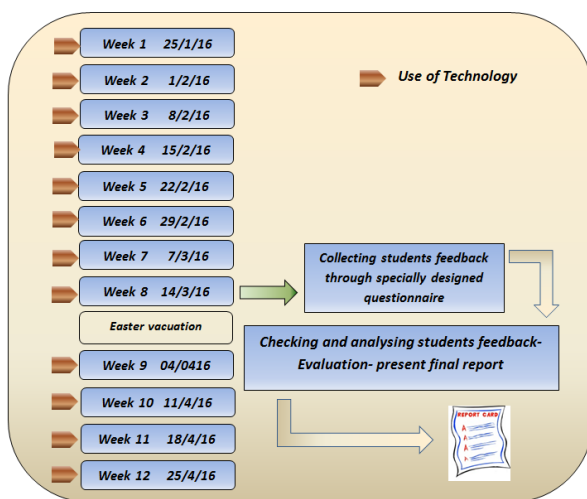 Week 1 25/1/16
Week 2 1/2/16
Use of Technology
Week 3 8/2/16
Week 4 15/2/16
Week 5 22/2/16
Week 6 29/2/16
Week 7 7/3/16
Week 8 14/3/16
Collecting students feedback
through specially designed
questionnaire
Easter vacuation
Checking and analysing students feedback-
Evaluation- present final report
Week 9 04/0416
Week 10 11/4/16
Week 11 18/4/16
Week 12 25/4/16
REPORT CARD
A
A
A
A